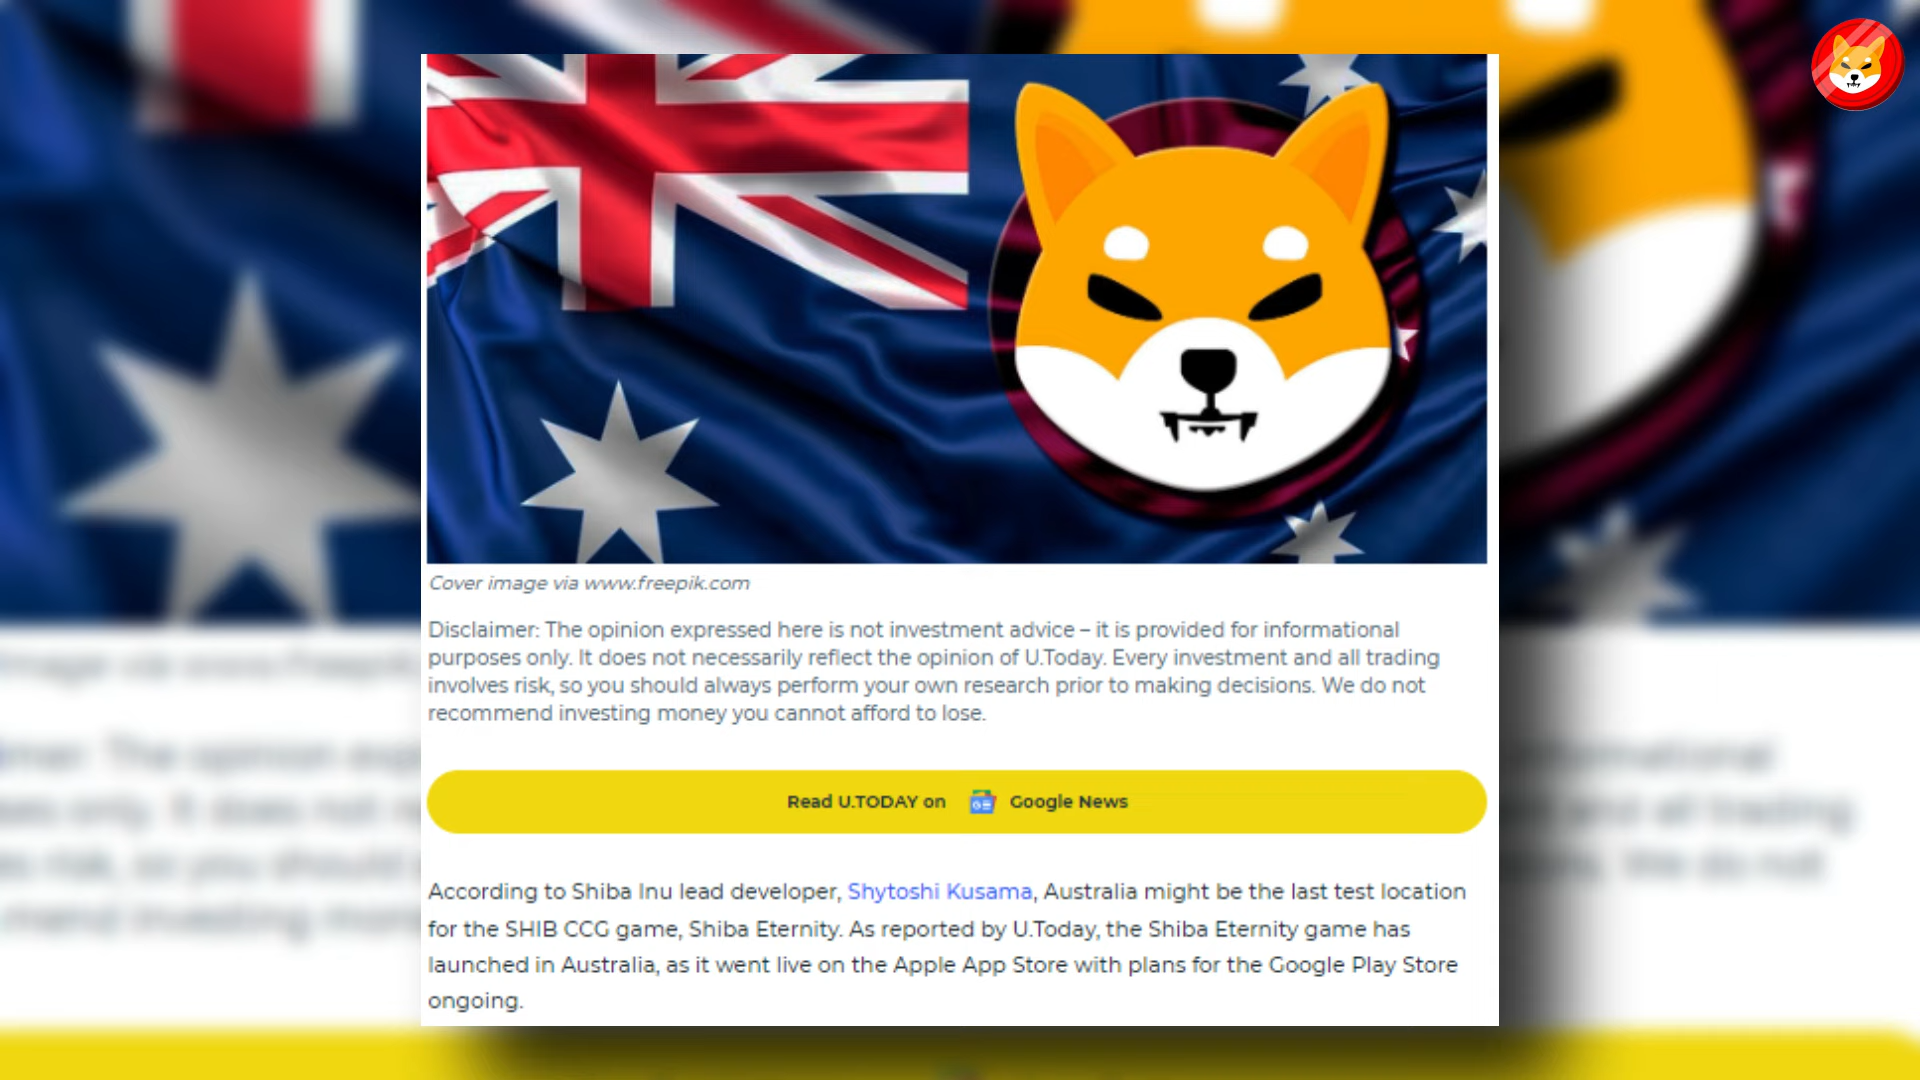 Cover image via www.freepik.com
Disclaimer: The opinion expressed here is not investment advice – it is provided for informational
purposes only. It does not necessarily reflect the opinion of U.Today. Every investment and all trading
involves risk, so you should always perform your own research prior to making decisions. We do not
recommend investing money you cannot afford to lose.
Read U.TODAY on Google News
According to Shiba Inu lead developer, Shytoshi Kusama, Australia might be the last test location
for the SHIB CCG game, Shiba Eternity. As reported by U.Today, the Shiba Eternity game has
launched in Australia, as it went live on the Apple App Store with plans for the Google Play Store
ongoing.